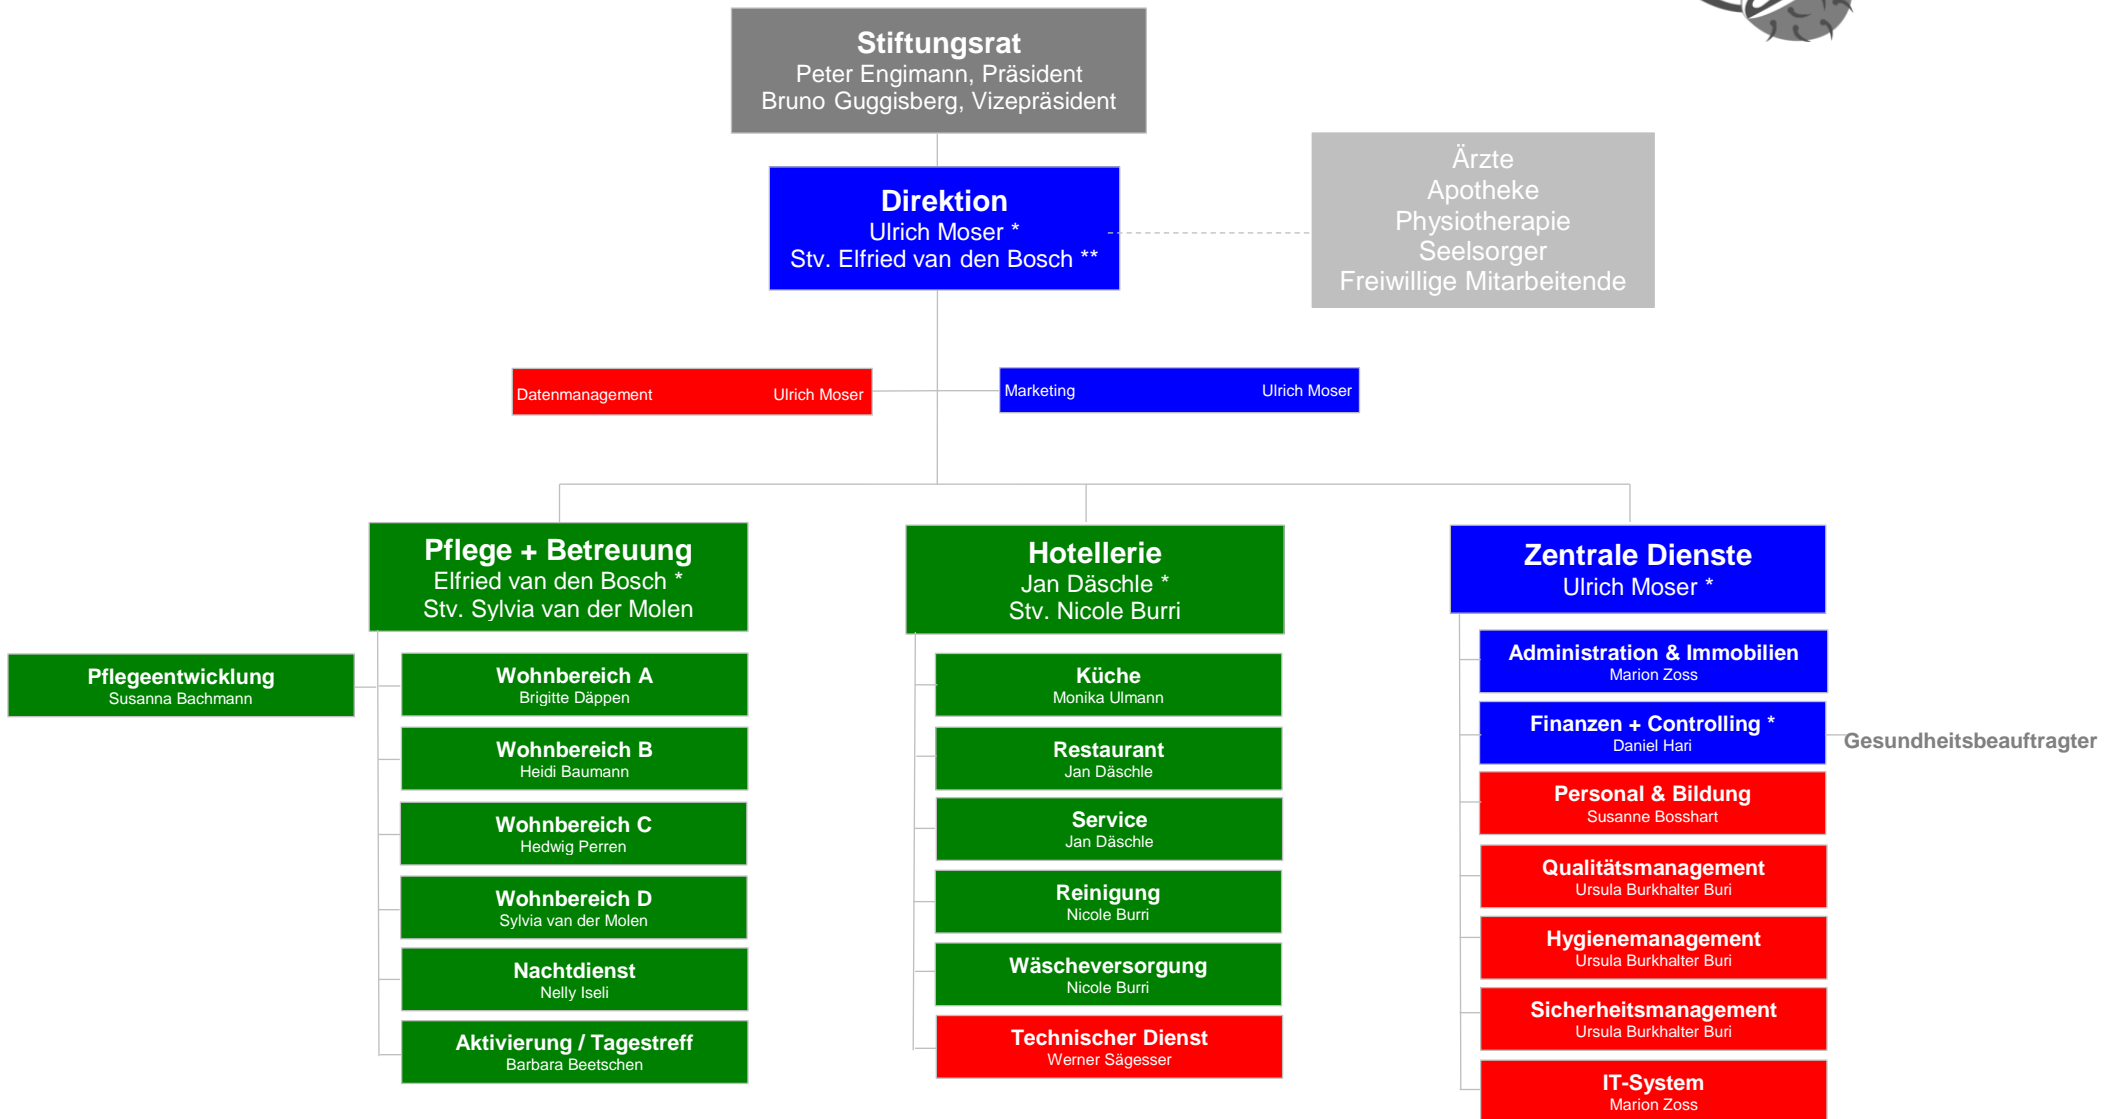 Stiftungsrat
Peter Engimann, Präsident
Bruno Guggisberg, Vizepräsident
Direktion
Ulrich Moser *
Stv. Elfried van den Bosch **
Ärzte
Apotheke
Physiotherapie
Seelsorger
Freiwillige Mitarbeitende
Datenmanagement Ulrich Moser
Marketing Ulrich Moser
Pflege + Betreuung
Elfried van den Bosch *
Stv. Sylvia van der Molen
Pflegeentwicklung
Susanna Bachmann
Wohnbereich A
Brigitte Däppen
Wohnbereich B
Heidi Baumann
Wohnbereich C
Hedwig Perren
Wohnbereich D
Sylvia van der Molen
Nachtdienst
Nelly Iseli
Aktivierung / Tagestreff
Barbara Beetschen
Hotellerie
Jan Däschle *
Stv. Nicole Burri
Küche
Monika Ulmann
Restaurant
Jan Däschle
Service
Jan Däschle
Reinigung
Nicole Burri
Wäscheversorgung
Nicole Burri
Technischer Dienst
Werner Sägesser
Zentrale Dienste
Ulrich Moser *
Administration & Immobilien
Marion Zoss
Finanzen + Controlling *
Daniel Hari
Gesundheitsbeauftragter
Personal & Bildung
Susanne Bosshart
Qualitätsmanagement
Ursula Burkhalter Buri
Hygienemanagement
Ursula Burkhalter Buri
Sicherheitsmanagement
Ursula Burkhalter Buri
IT-System
Marion Zoss